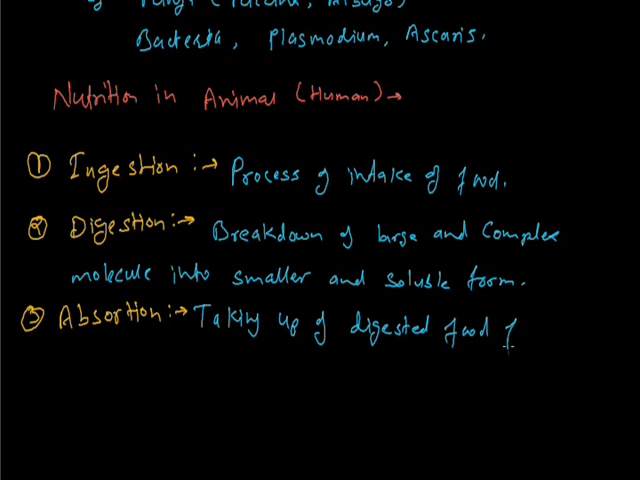 Bacteria, Plasmodium, Ascaris.
Nutrition in Animal (Human) →
① Ingestion :→ Process of intake of food.
② Digestion :→ Breakdown of large and Complex
molecule into smaller and soluble form.
③ Absortion :→ Taking up of digested food f